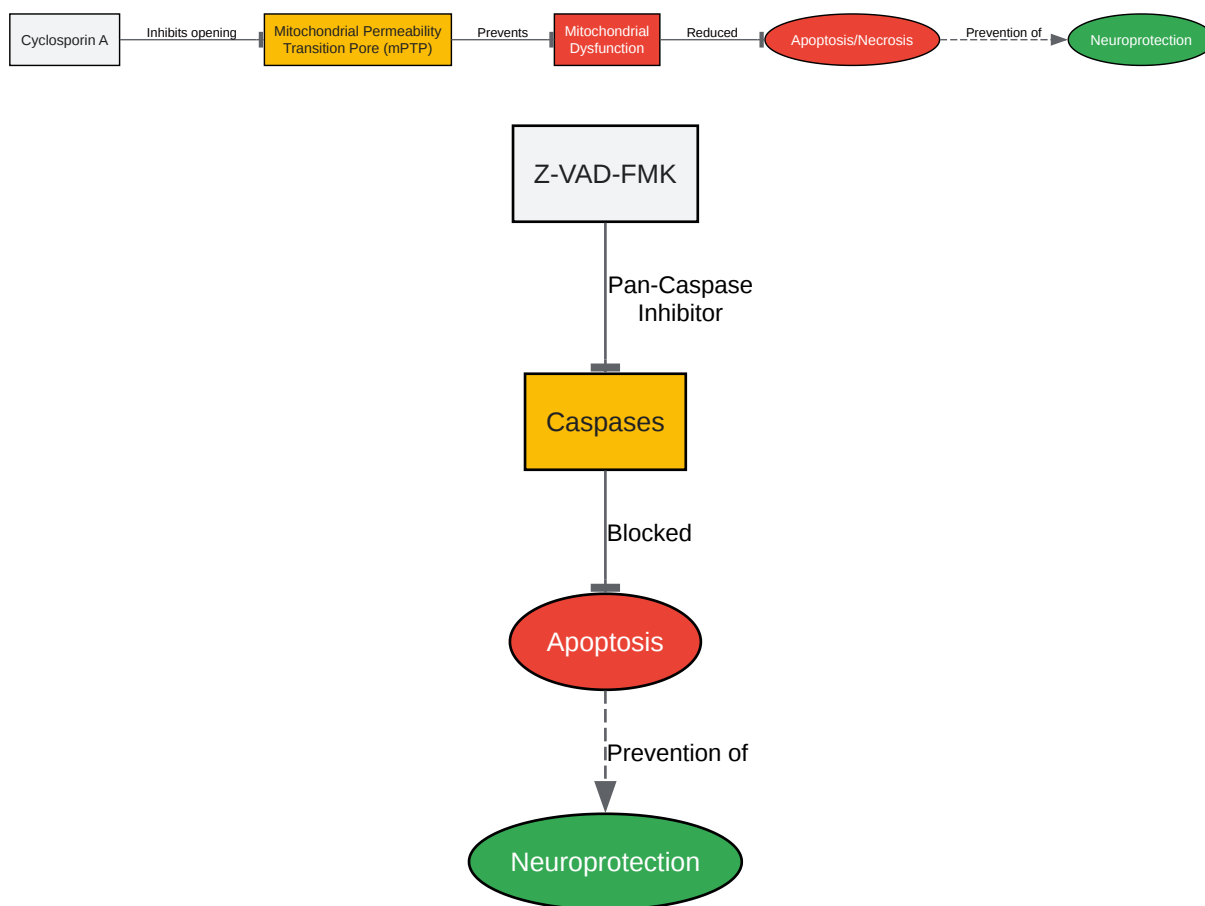 Cyclosporin A
Inhibits opening
Mitochondrial Permeability
Transition Pore (mPTP)
Prevents
Mitochondrial
Dysfunction
Reduced
Apoptosis/Necrosis
Prevention of
Neuroprotection
Z-VAD-FMK
Pan-Caspase
Inhibitor
Caspases
Blocked
Apoptosis
Prevention of
Neuroprotection